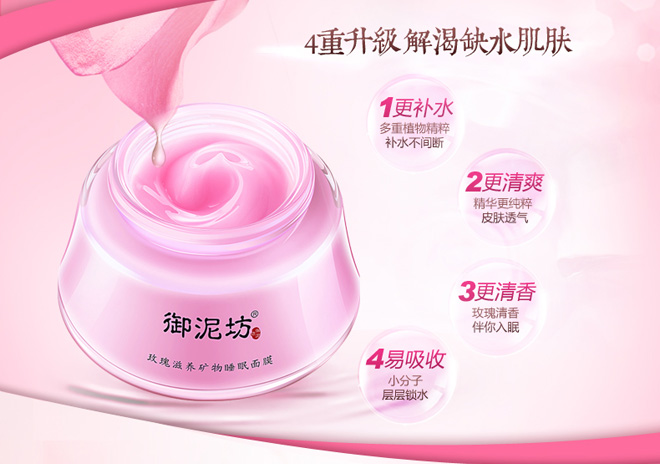 4重升級 解渴缺水肌肤
1更补水
多重植物精粹
补水不间断
2更清爽
精华更纯粹
皮肤透气
3更清香
玫瑰清香
伴你入眠
4易吸收
小分子
层层锁水
御泥坊®
玫瑰滋养矿物睡眠面膜